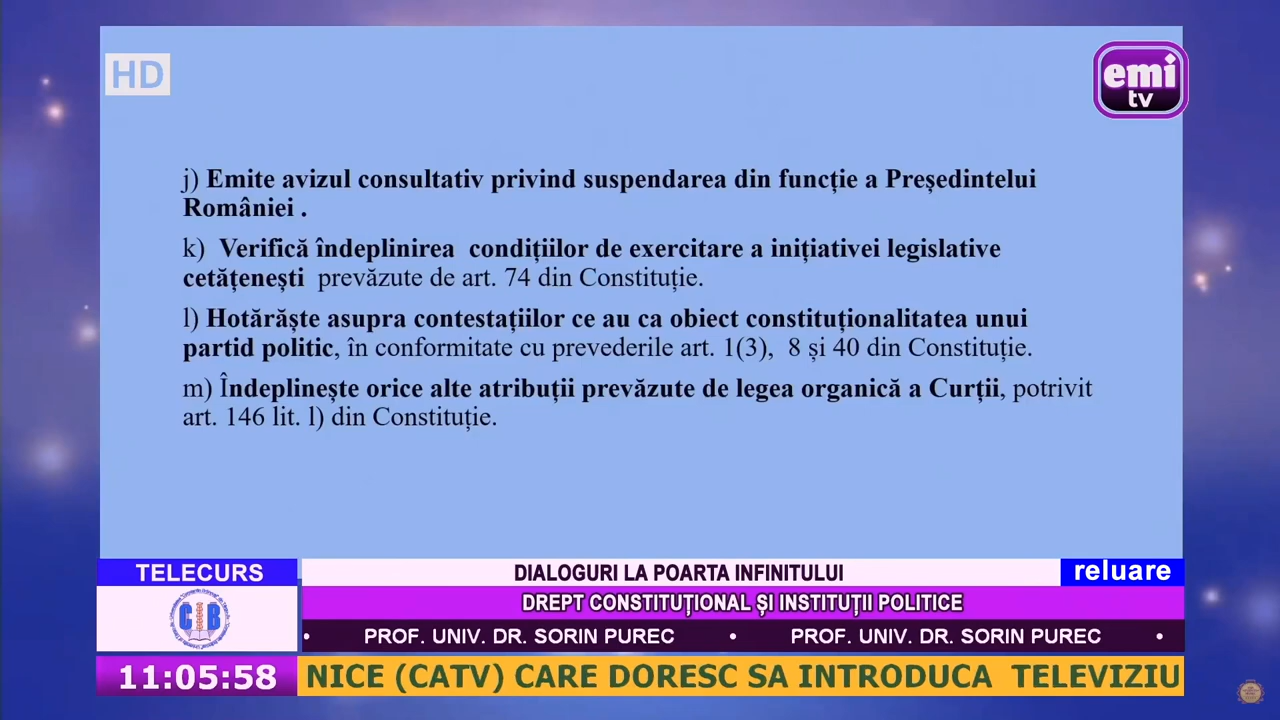 HD
emi
tv
j) Emite avizul consultativ privind suspendarea din funcție a Președintelui
României .
k)  Verifică îndeplinirea  condițiilor de exercitare a inițiativei legislative
cetățenești  prevăzute de art. 74 din Constituție.
l) Hotărăște asupra contestațiilor ce au ca obiect constituționalitatea unui
partid politic, în conformitate cu prevederile art. 1(3),  8 și 40 din Constituție.
m) Îndeplinește orice alte atribuții prevăzute de legea organică a Curții, potrivit
art. 146 lit. l) din Constituție.
TELECURS
DIALOGURI LA POARTA INFINITULUI
reluare
DREPT CONSTITUȚIONAL ȘI INSTITUȚII POLITICE
CIB
• PROF. UNIV. DR. SORIN PUREC • PROF. UNIV. DR. SORIN PUREC •
11:05:58
NICE (CATV) CARE DORESC SA INTRODUCA  TELEVIZIU